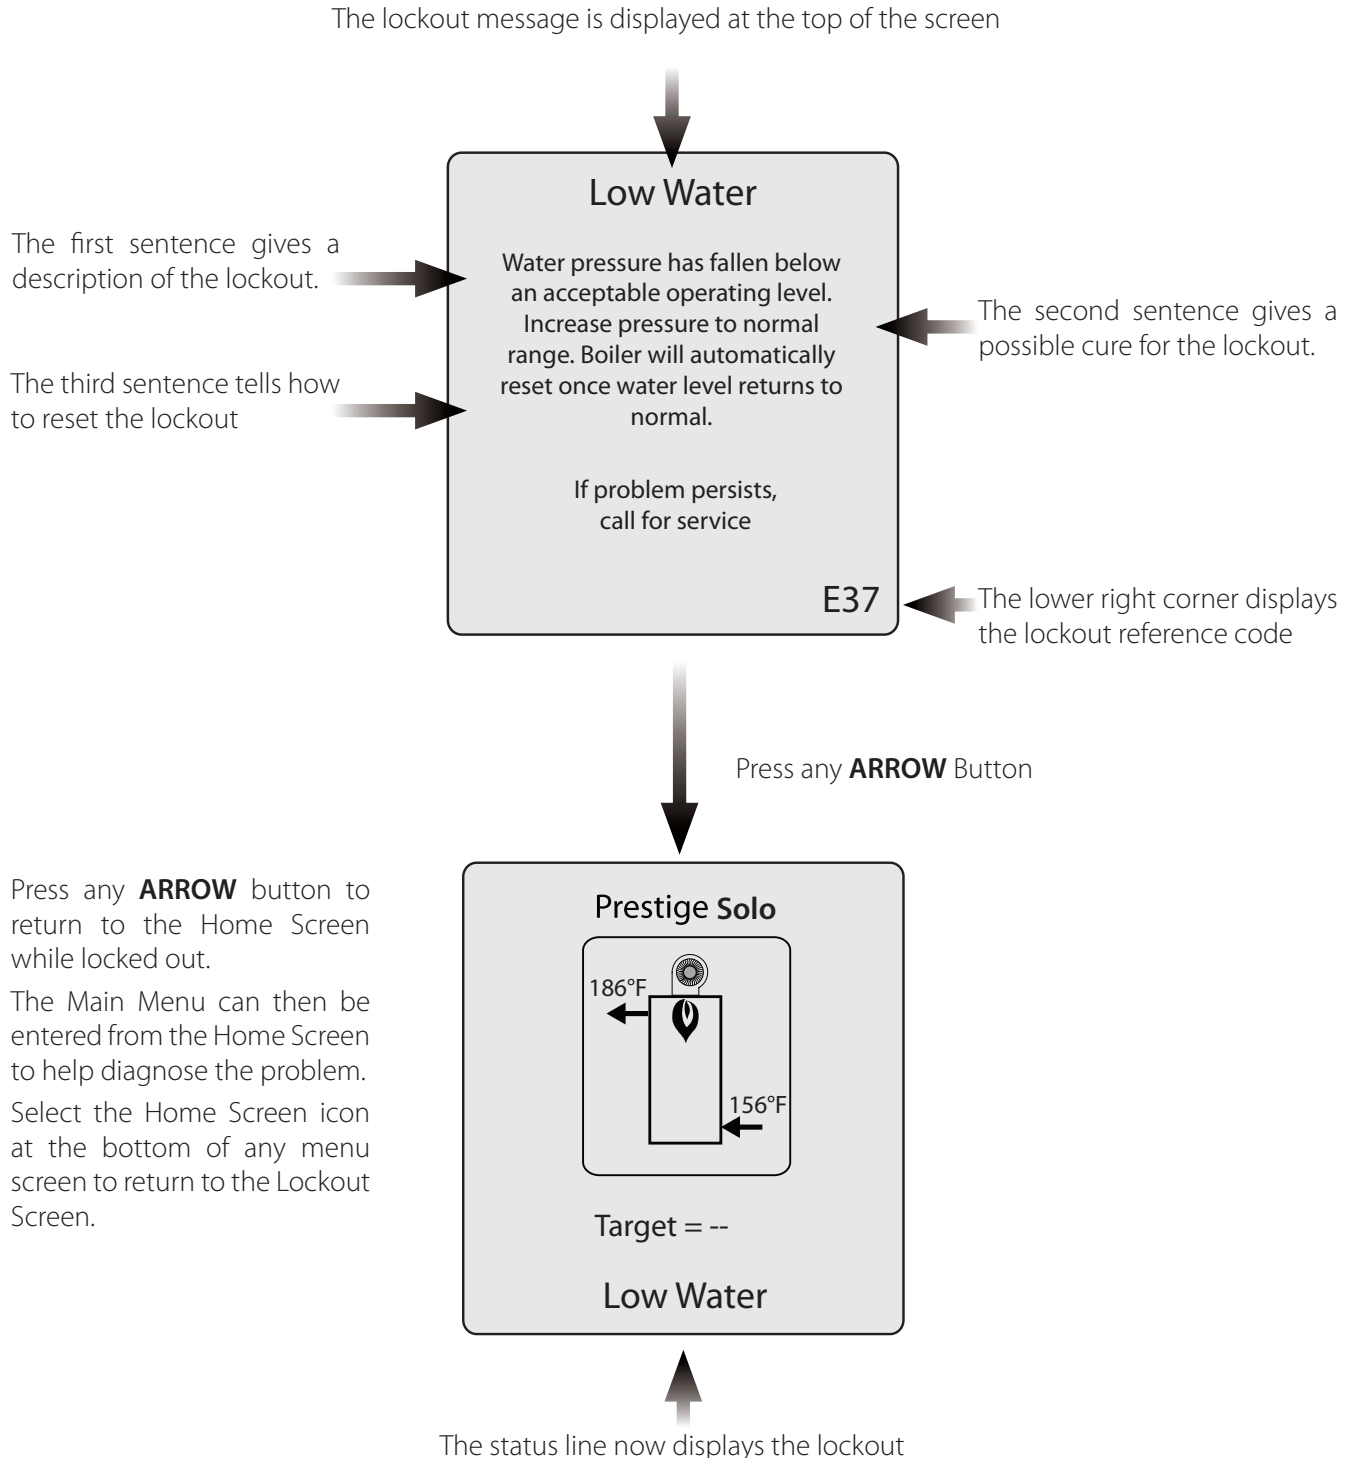 The lockout message is displayed at the top of the screen
Low Water
The first sentence gives a
description of the lockout.
Water pressure has fallen below
an acceptable operating level.
Increase pressure to normal
range. Boiler will automatically
reset once water level returns to
normal.
The second sentence gives a
possible cure for the lockout.
The third sentence tells how
to reset the lockout
If problem persists,
call for service
E37
The lower right corner displays
the lockout reference code
Press any ARROW Button
Press any ARROW button to
return to the Home Screen
while locked out.
The Main Menu can then be
entered from the Home Screen
to help diagnose the problem.
Select the Home Screen icon
at the bottom of any menu
screen to return to the Lockout
Screen.
Prestige Solo
186°F
156°F
Target = --
Low Water
The status line now displays the lockout